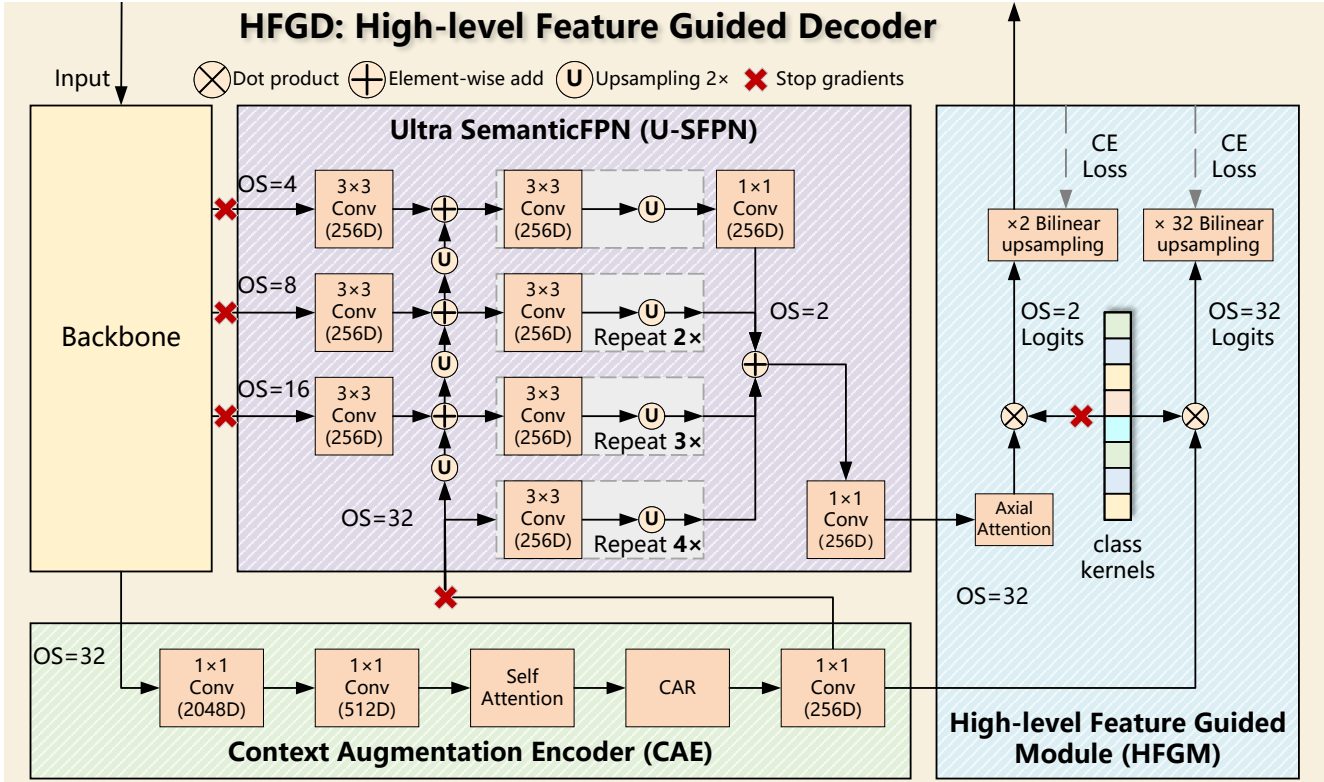 HFGD: High-level Feature Guided Decoder
Input
Dot product
Element-wise add
U
Upsampling 2×
Stop gradients
Backbone
Ultra SemanticFPN (U-SFPN)
OS=4
3×3
Conv
(256D)
3×3
Conv
(256D)
U
1×1
Conv
(256D)
U
OS=8
3×3
Conv
(256D)
3×3
Conv
(256D)
U
Repeat 2×
OS=2
U
OS=16
3×3
Conv
(256D)
3×3
Conv
(256D)
U
Repeat 3×
U
OS=32
3×3
Conv
(256D)
U
Repeat 4×
1×1
Conv
(256D)
OS=32
1×1
Conv
(2048D)
1×1
Conv
(512D)
Self
Attention
CAR
1×1
Conv
(256D)
Context Augmentation Encoder (CAE)
CE
Loss
CE
Loss
×2 Bilinear
upsampling
× 32 Bilinear
upsampling
OS=2
Logits
OS=32
Logits
Axial
Attention
class
kernels
OS=32
High-level Feature Guided
Module (HFGM)